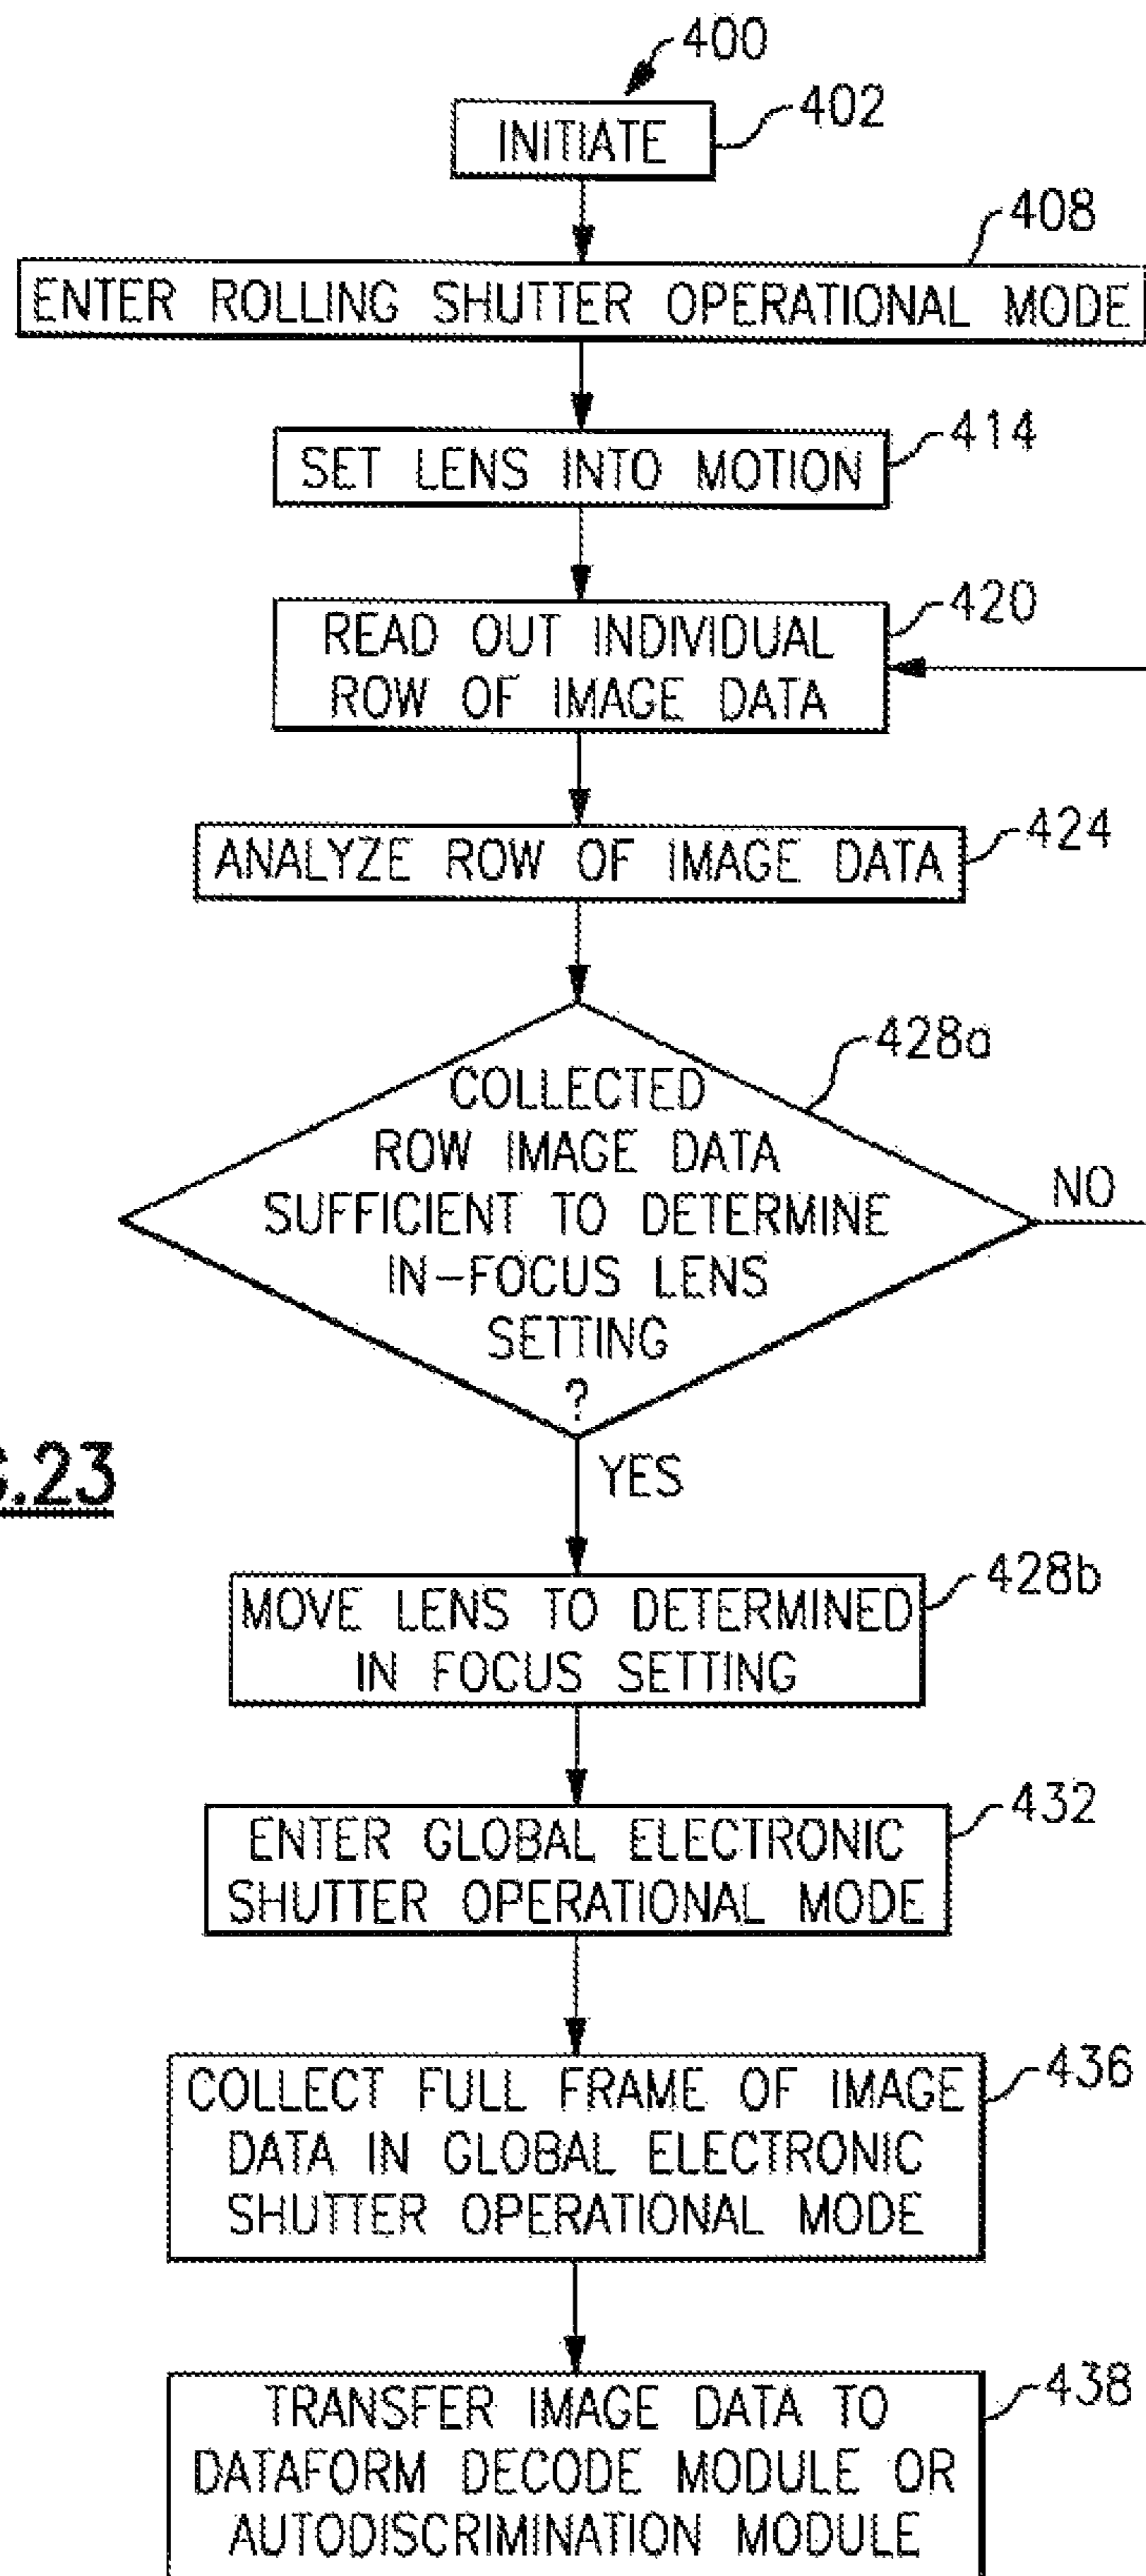 400
INITIATE
402
408
ENTER ROLLING SHUTTER OPERATIONAL MODE
414
SET LENS INTO MOTION
420
READ OUT INDIVIDUAL
ROW OF IMAGE DATA
424
ANALYZE ROW OF IMAGE DATA
428a
COLLECTED
ROW IMAGE DATA
SUFFICIENT TO DETERMINE
IN-FOCUS LENS
SETTING
?
NO
YES
G.23
428b
MOVE LENS TO DETERMINED
IN FOCUS SETTING
432
ENTER GLOBAL ELECTRONIC
SHUTTER OPERATIONAL MODE
436
COLLECT FULL FRAME OF IMAGE
DATA IN GLOBAL ELECTRONIC
SHUTTER OPERATIONAL MODE
438
TRANSFER IMAGE DATA TO
DATAFORM DECODE MODULE OR
AUTODISCRIMINATION MODULE